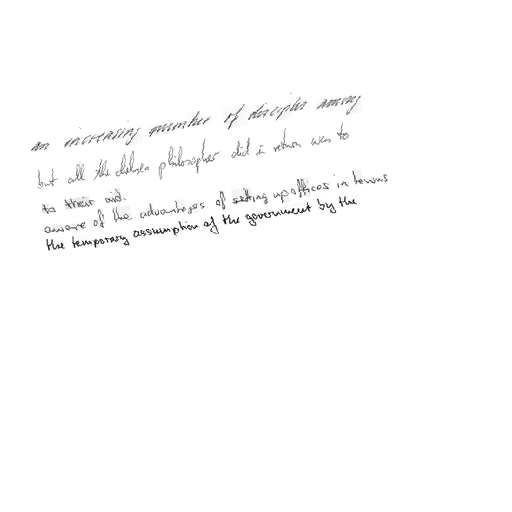 an increasing number of disciples among
but all the chelsea philosopher did in return was to
to their aid.
aware of the advantages of setting up offices in towns
the temporary assumption of the government by the